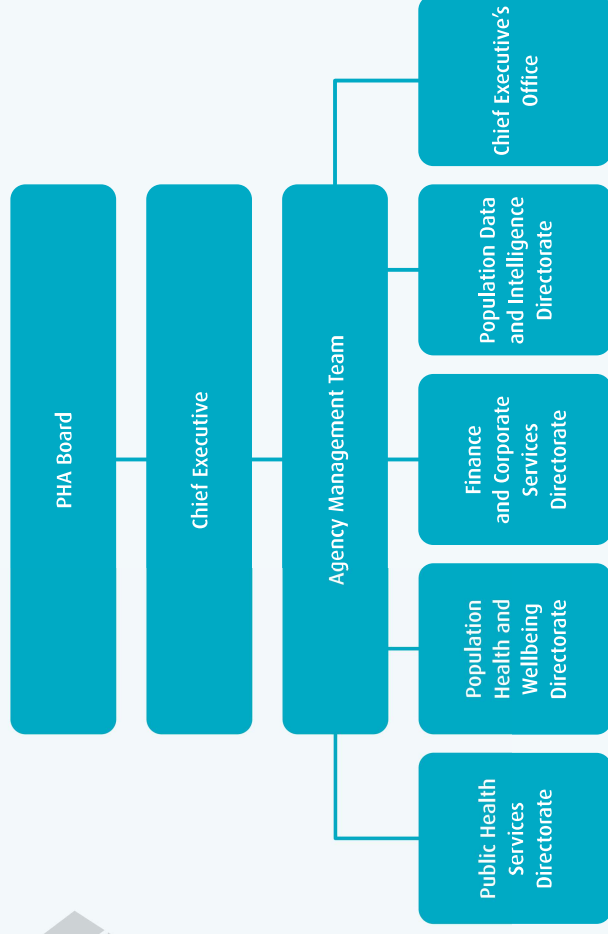 PHA Board
Chief Executive
Agency Management Team
Public Health
Services
Directorate
Population
Health and
Wellbeing
Directorate
Finance
and Corporate
Services
Directorate
Population Data
and Intelligence
Directorate
Chief Executive’s
Office